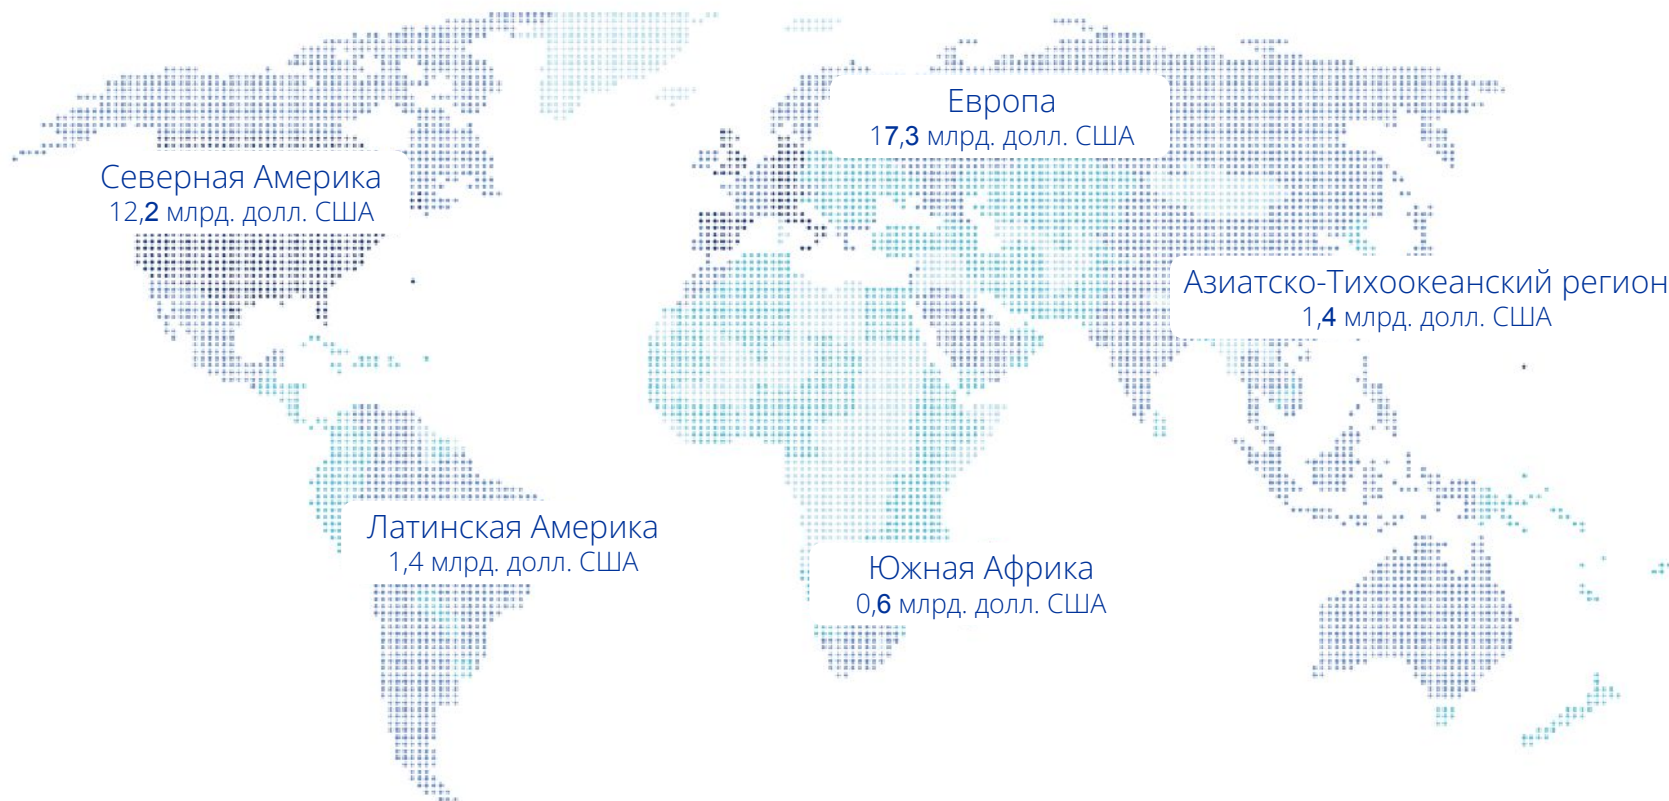 Европа
17,3 млрд. долл. США
Северная Америка
12,2 млрд. долл. США
Азиатско-Тихоокеанский регион
1,4 млрд. долл. США
Латинская Америка
1,4 млрд. долл. США
Южная Африка
0,6 млрд. долл. США